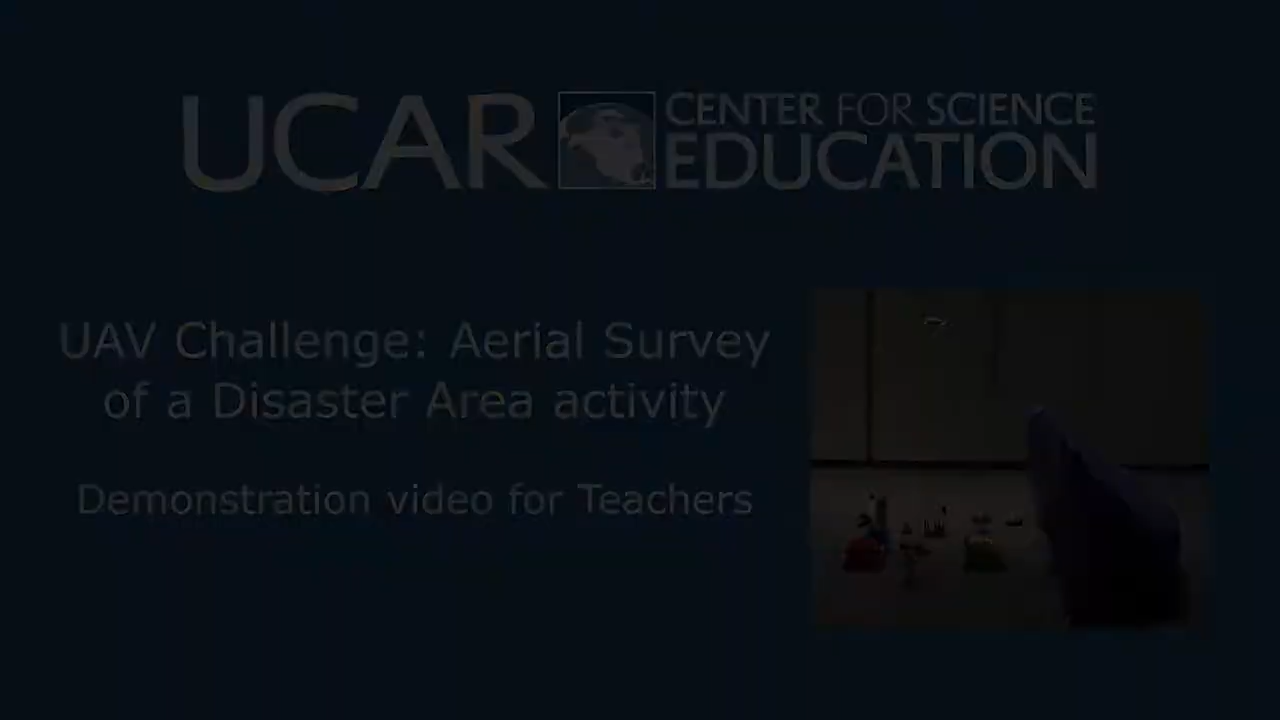 UCAR CENTER FOR SCIENCE
EDUCATION
UAV Challenge: Aerial Survey
of a Disaster Area activity
Demonstration video for Teachers